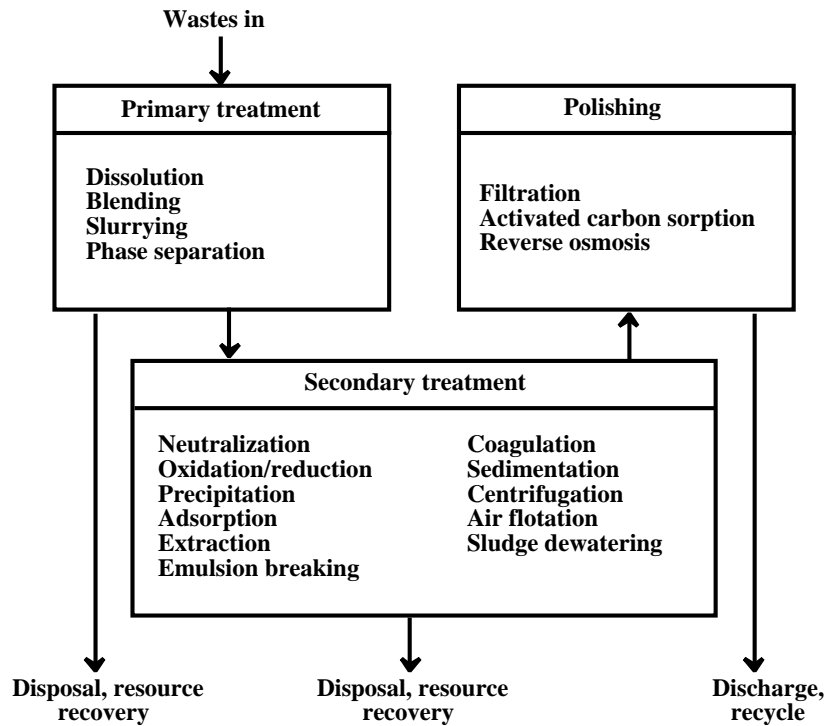 Wastes in
Primary treatment
Dissolution
Blending
Slurrying
Phase separation
Polishing
Filtration
Activated carbon sorption
Reverse osmosis
Secondary treatment
Neutralization
Oxidation/reduction
Precipitation
Adsorption
Extraction
Emulsion breaking
Coagulation
Sedimentation
Centrifugation
Air flotation
Sludge dewatering
Disposal, resource
recovery
Disposal, resource
recovery
Discharge,
recycle